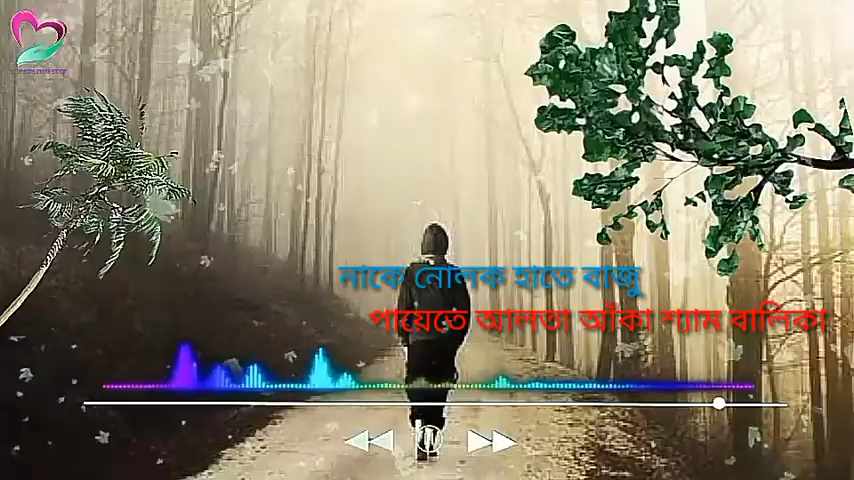 নাকে নোলক হাতে বাজু
পায়েতে আলতা আঁকা শ্যাম বালিকা